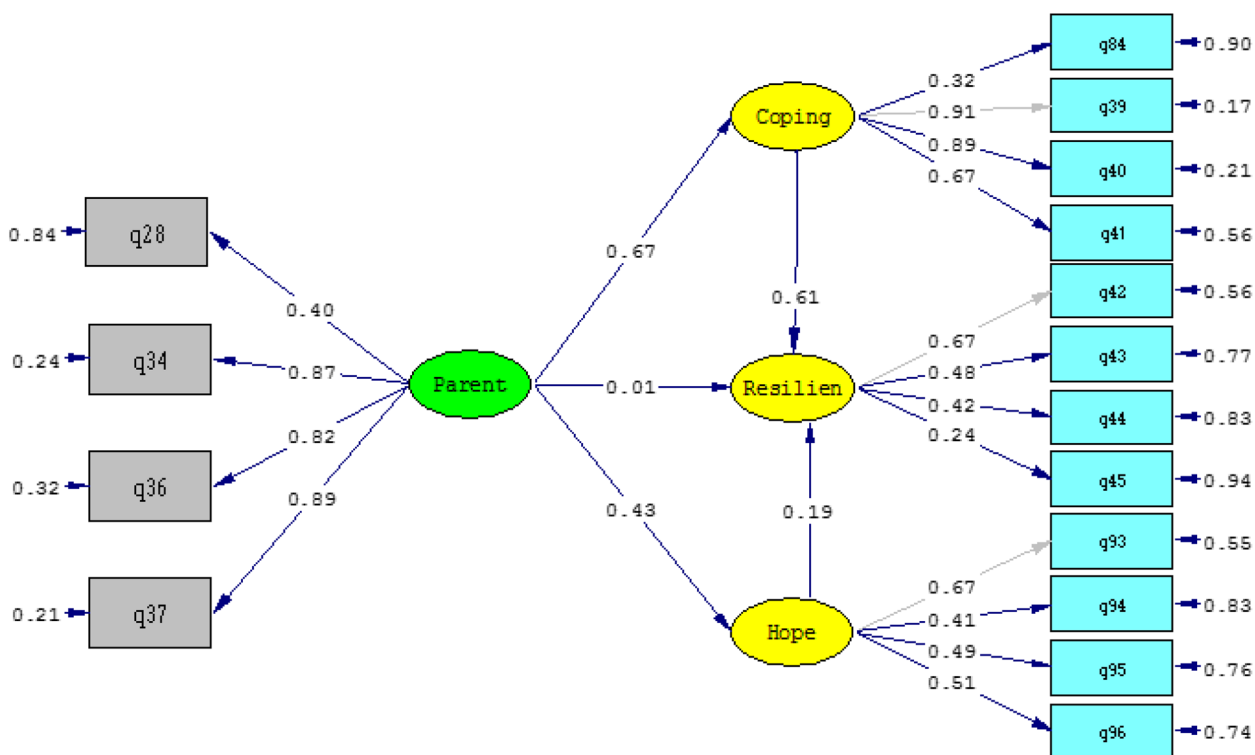 q84
0.90
0.32
q39
0.17
0.91
Coping
0.89
q40
0.21
0.67
q41
0.56
q28
0.84
0.67
q42
0.56
0.40
0.61
0.67
q43
0.77
q34
0.24
0.87
Parent
0.01
Resilien
0.48
0.42
q44
0.83
0.82
0.24
q45
0.94
q36
0.32
0.89
0.43
0.19
q93
0.55
0.67
q94
0.83
q37
0.21
Hope
0.41
0.49
q95
0.76
0.51
q96
0.74